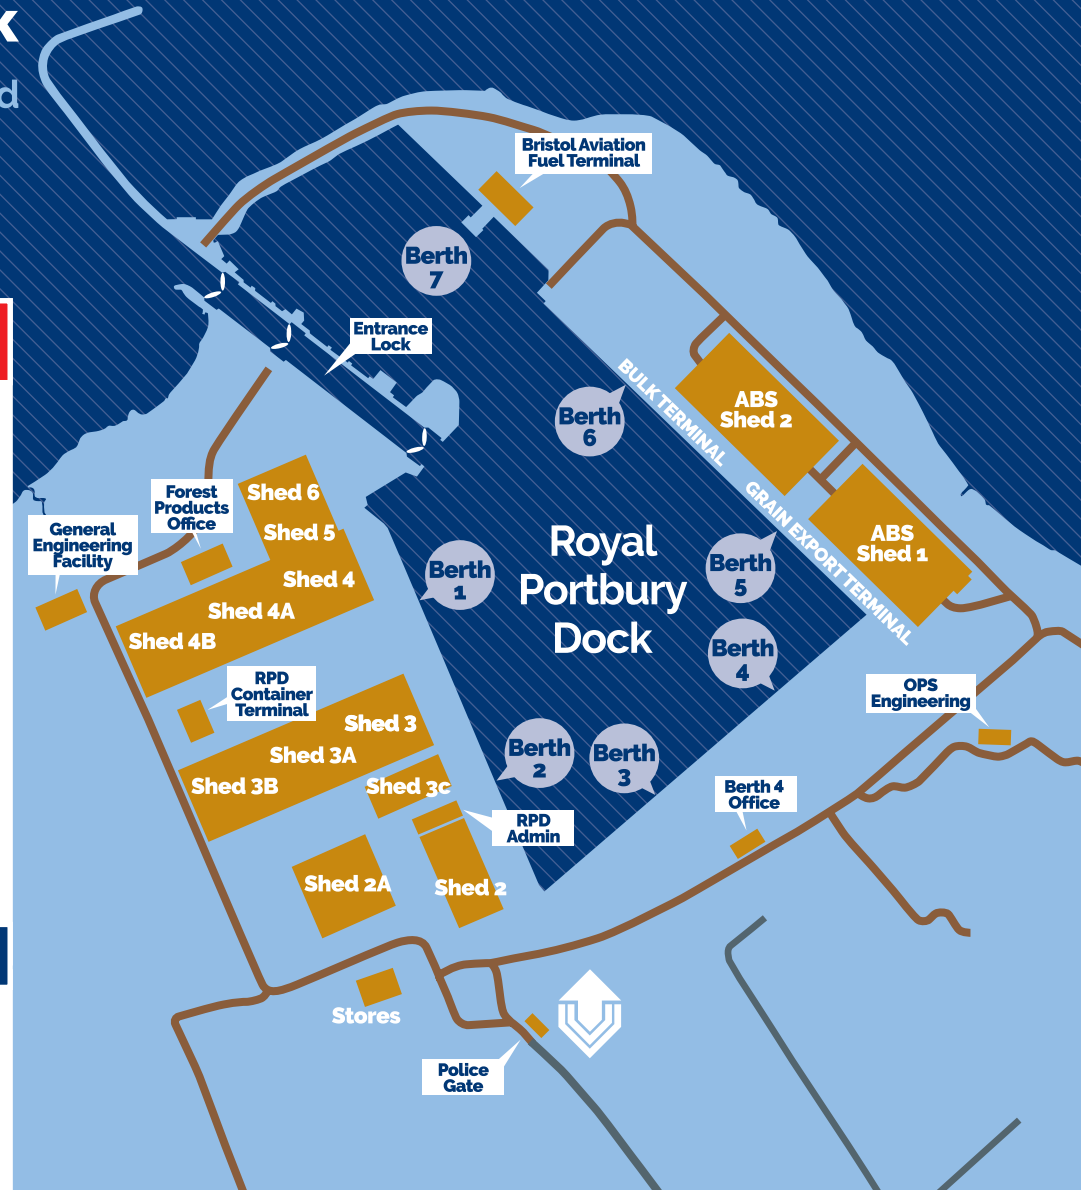 Bristol Aviation
Fuel Terminal
Berth
7
Entrance
Lock
BULK TERMINAL
ABS
Shed 2
Berth
6
GRAIN EXPORT TERMINAL
ABS
Shed 1
Forest
Products
Office
Shed 6
Shed 5
General
Engineering
Facility
Shed 4
Shed 4A
Shed 4B
Berth
1
Royal
Portbury
Dock
Berth
5
Berth
4
OPS
Engineering
RPD
Container
Terminal
Shed 3
Shed 3A
Shed 3B
Shed 3c
Berth
2
Berth
3
Berth 4
Office
RPD
Admin
Shed 2A
Shed 2
Stores
Police
Gate